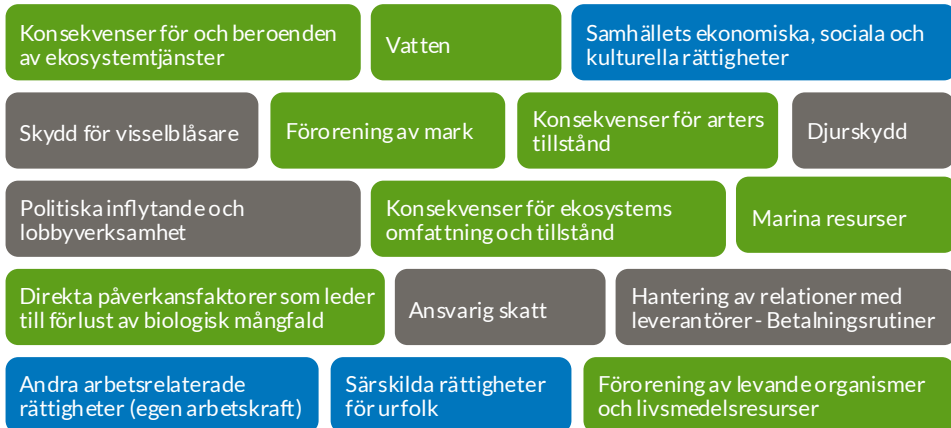 Konsekvenser för och beroenden
av ekosystemtjänster
Vatten
Samhällets ekonomiska, sociala och
kulturella rättigheter
Skydd för visselblåsare
Förorening av mark
Konsekvenser för arters
tillstånd
Djurskydd
Politiska inflytande och
lobbyverksamhet
Konsekvenser för ekosystems
omfattning och tillstånd
Marina resurser
Direkta påverkansfaktorer som leder
till förlust av biologisk mångfald
Ansvarig skatt
Hantering av relationer med
leverantörer - Betalningsrutiner
Andra arbetsrelaterade
rättigheter (egen arbetskraft)
Särskilda rättigheter
för urfolk
Förorening av levande organismer
och livsmedelsresurser